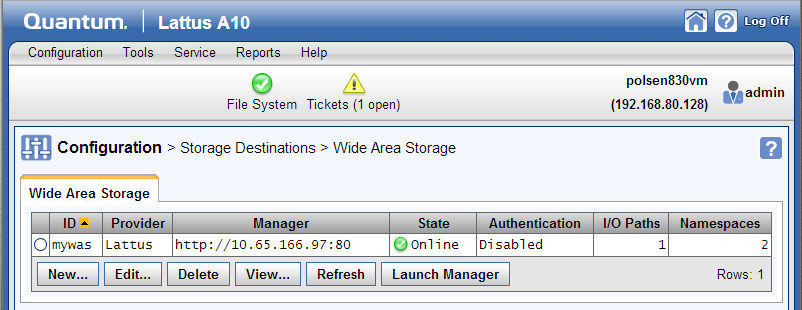 Quantum. Lattus A10 Log Off
Configuration Tools Service Reports Help
File System Tickets (1 open) polsen830vm (192.168.80.128) admin
Configuration > Storage Destinations > Wide Area Storage
Wide Area Storage
ID Provider Manager State Authentication I/O Paths Namespaces
mywas Lattus http://10.65.166.97:80 Online Disabled 1 2
New... Edit... Delete View... Refresh Launch Manager Rows: 1